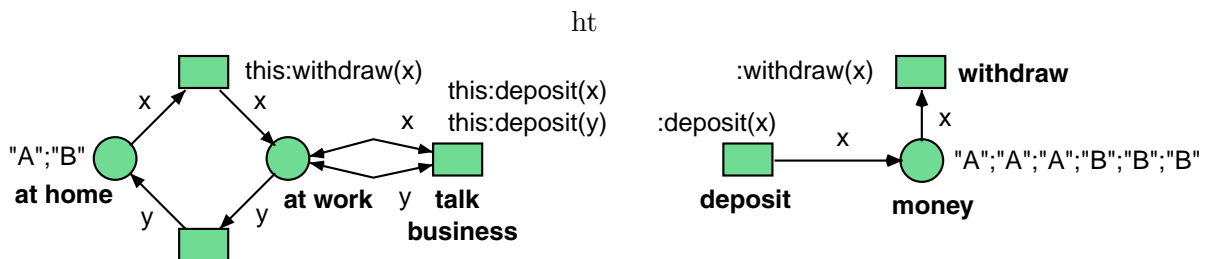 ht
this:withdraw(x)
this:deposit(x)
this:deposit(y)
x
x
x
"A";"B"
at home
at work
talk
business
y
y
y
:withdraw(x)
withdraw
:deposit(x)
x
x
"A";"A";"A";"B";"B";"B"
deposit
money